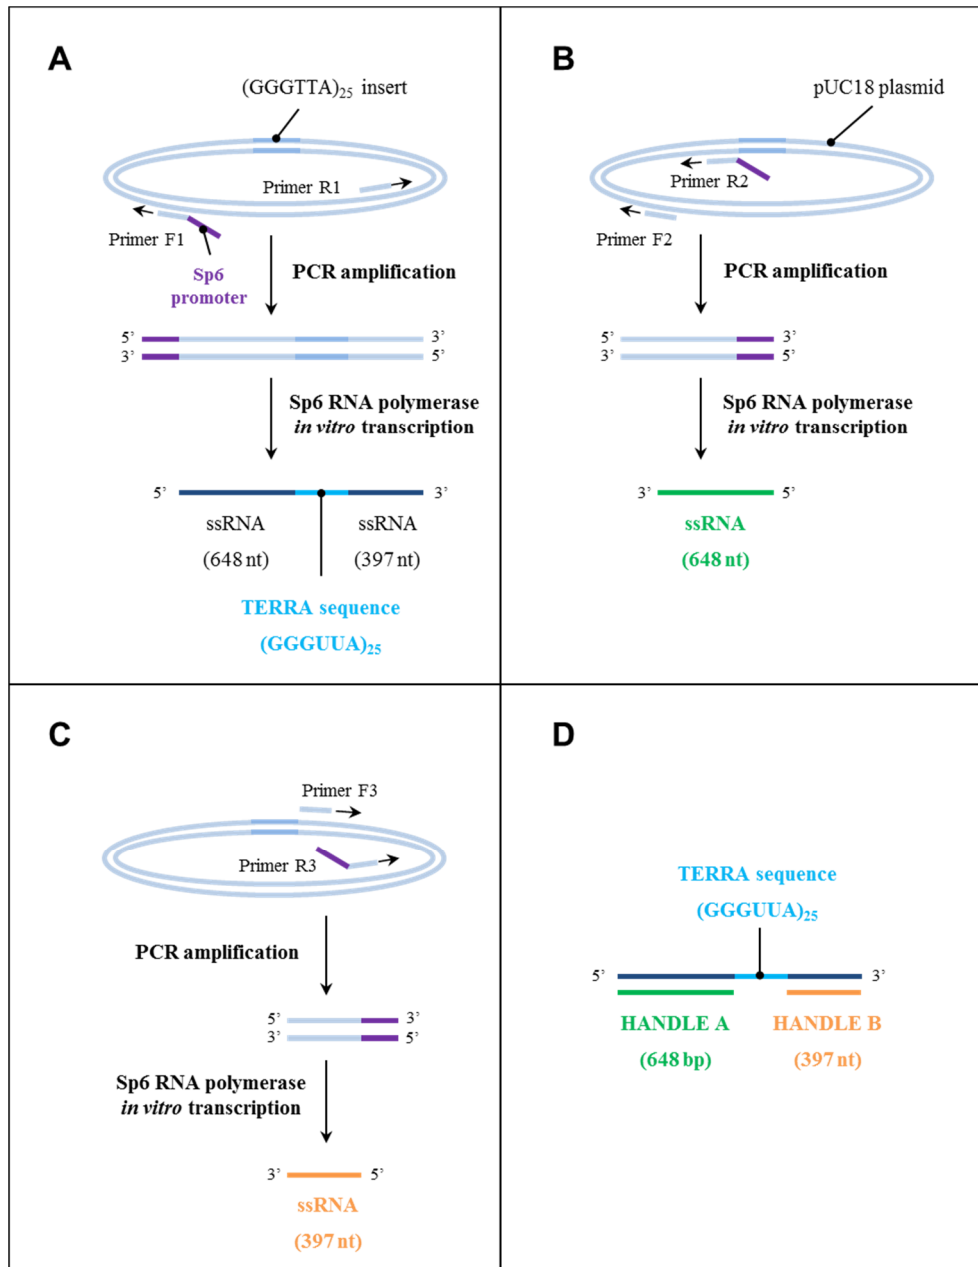 A
(GGGTTA)25 insert
Primer R1
Primer F1
Sp6
promoter
PCR amplification
5’ 3’
3’ 5’
Sp6 RNA polymerase
in vitro transcription
5’ 3’
ssRNA ssRNA
(648 nt) (397 nt)
TERRA sequence
(GGGUUA)25
B
pUC18 plasmid
Primer R2
Primer F2
PCR amplification
5’ 3’
3’ 5’
Sp6 RNA polymerase
in vitro transcription
3’ 5’
ssRNA
(648 nt)
C
Primer F3
Primer R3
PCR amplification
5’ 3’
3’ 5’
Sp6 RNA polymerase
in vitro transcription
3’ 5’
ssRNA
(397 nt)
D
TERRA sequence
(GGGUUA)25
5’ 3’
HANDLE A HANDLE B
(648 bp) (397 nt)